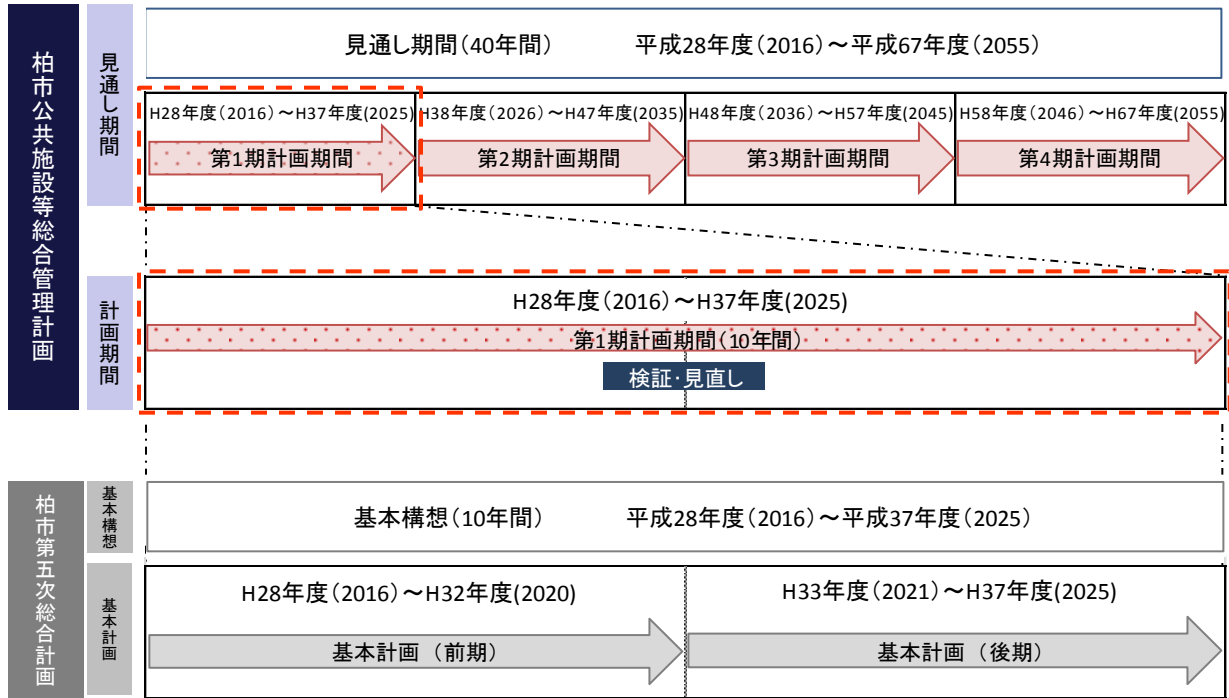 柏市公共施設等総合管理計画
見通し期間
見通し期間(40年間) 平成28年度(2016)~平成67年度(2055)
H28年度(2016)~H37年度(2025)
H38年度(2026)~H47年度(2035)
H48年度(2036)~H57年度(2045)
H58年度(2046)~H67年度(2055)
第1期計画期間
第2期計画期間
第3期計画期間
第4期計画期間
計画期間
H28年度(2016)~H37年度(2025)
第1期計画期間(10年間)
検証・見直し
柏市第五次総合計画
基本構想
基本構想(10年間) 平成28年度(2016)~平成37年度(2025)
基本計画
H28年度(2016)~H32年度(2020)
H33年度(2021)~H37年度(2025)
基本計画 (前期)
基本計画 (後期)